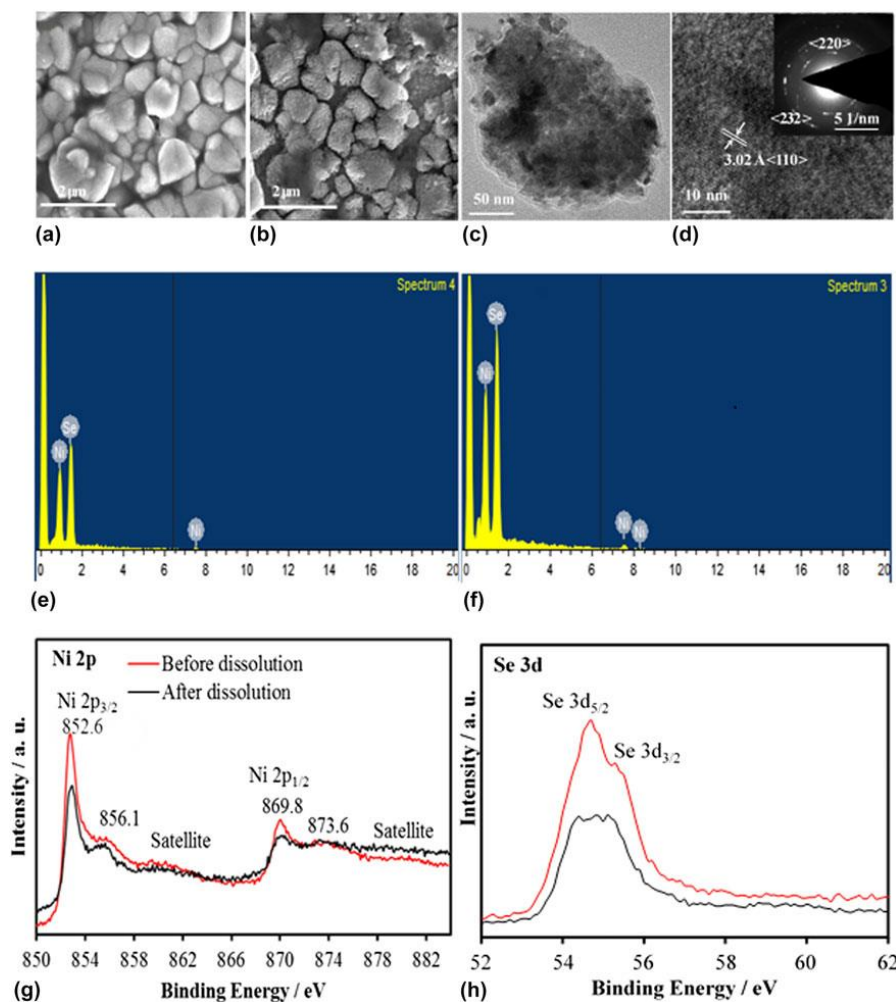 2 μm
2 μm
50 nm
<220>
<232>
5 1/nm
3.02 Å<110>
10 nm
(a)
(b)
(c)
(d)
Spectrum 4
Ni
Se
Ni
0 2 4 6 8 10 12 14 16 18 20
(e)
Spectrum 3
Ni
Se
Ni
Ni
0 2 4 6 8 10 12 14 16 18 20
(f)
Ni 2p
Before dissolution
After dissolution
Ni 2p3/2
852.6
856.1
Satellite
Ni 2p1/2
869.8
873.6
Satellite
Intensity / a. u.
850 854 858 862 866 870 874 878 882
Binding Energy / eV
(g)
Se 3d
Se 3d5/2
Se 3d3/2
Intensity / a. u.
52 54 56 58 60 62
Binding Energy / eV
(h)